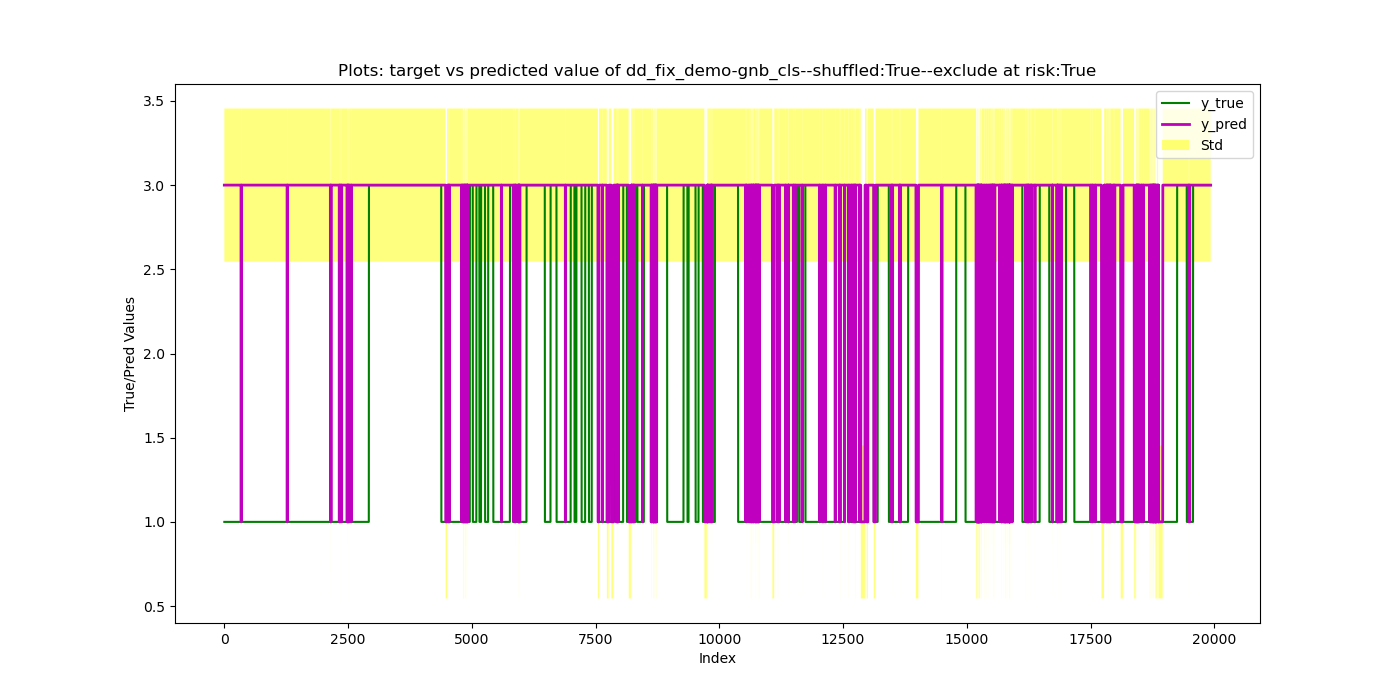 Plots: target vs predicted value of dd_fix_demo-gnb_cls--shuffled:True--exclude at risk:True
y_true
y_pred
Std
3.5
3.0
2.5
2.0
1.5
1.0
0.5
True/Pred Values
0 2500 5000 7500 10000 12500 15000 17500 20000
Index